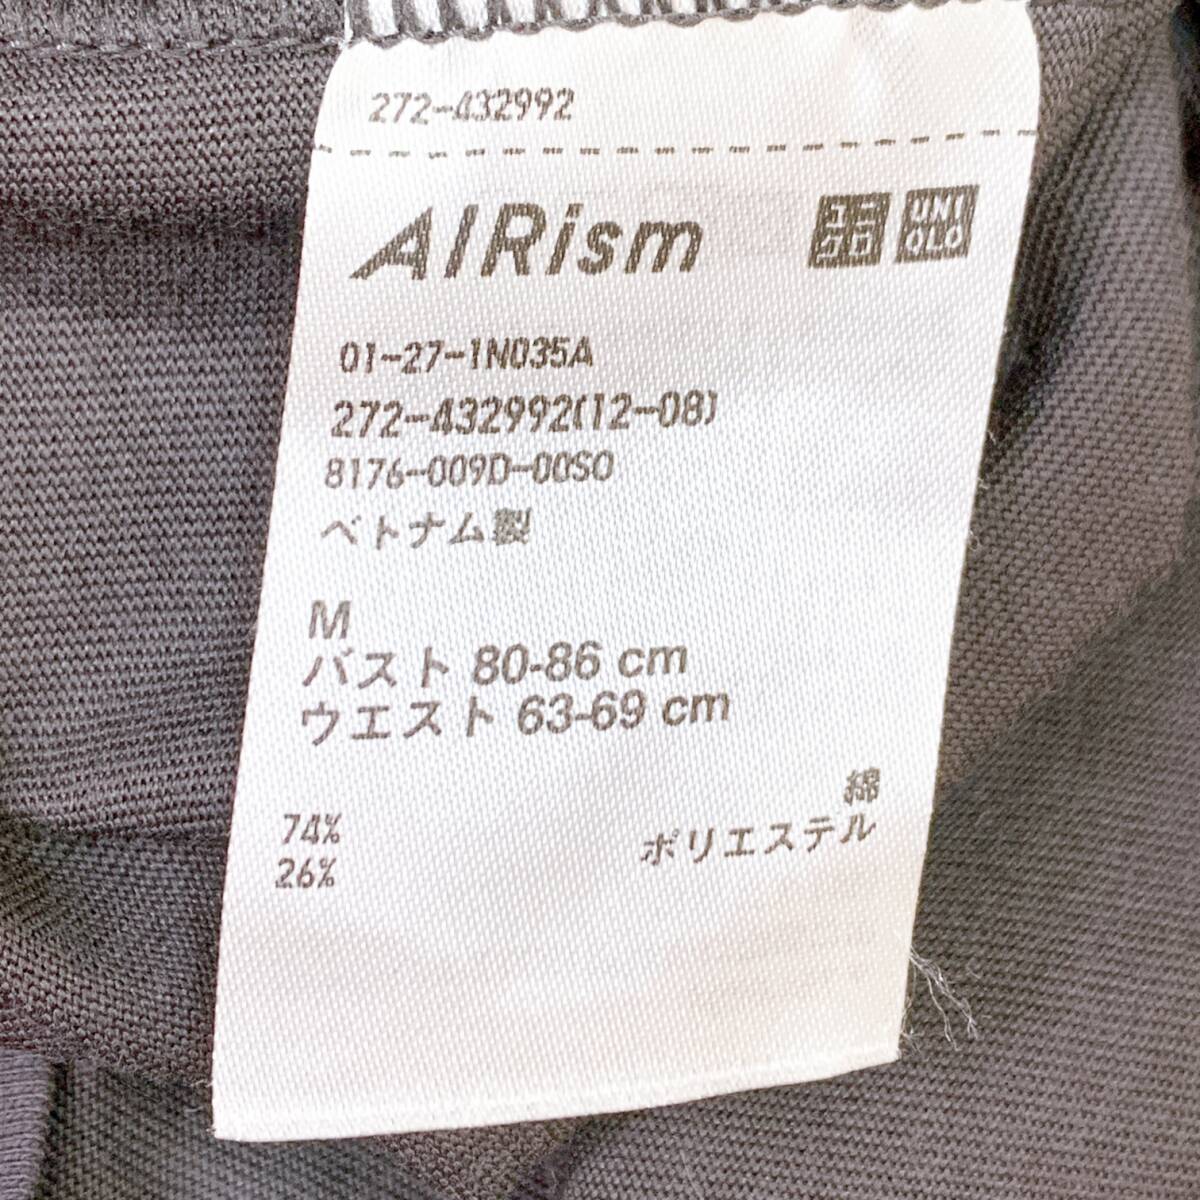 272-432992
AIRism ユニクロ UNIQLO
01-27-1N035A
272-432992(12-08)
8176-009D-00S0
ベトナム製
M
バスト 80-86 cm
ウエスト 63-69 cm
74% 綿
26% ポリエステル